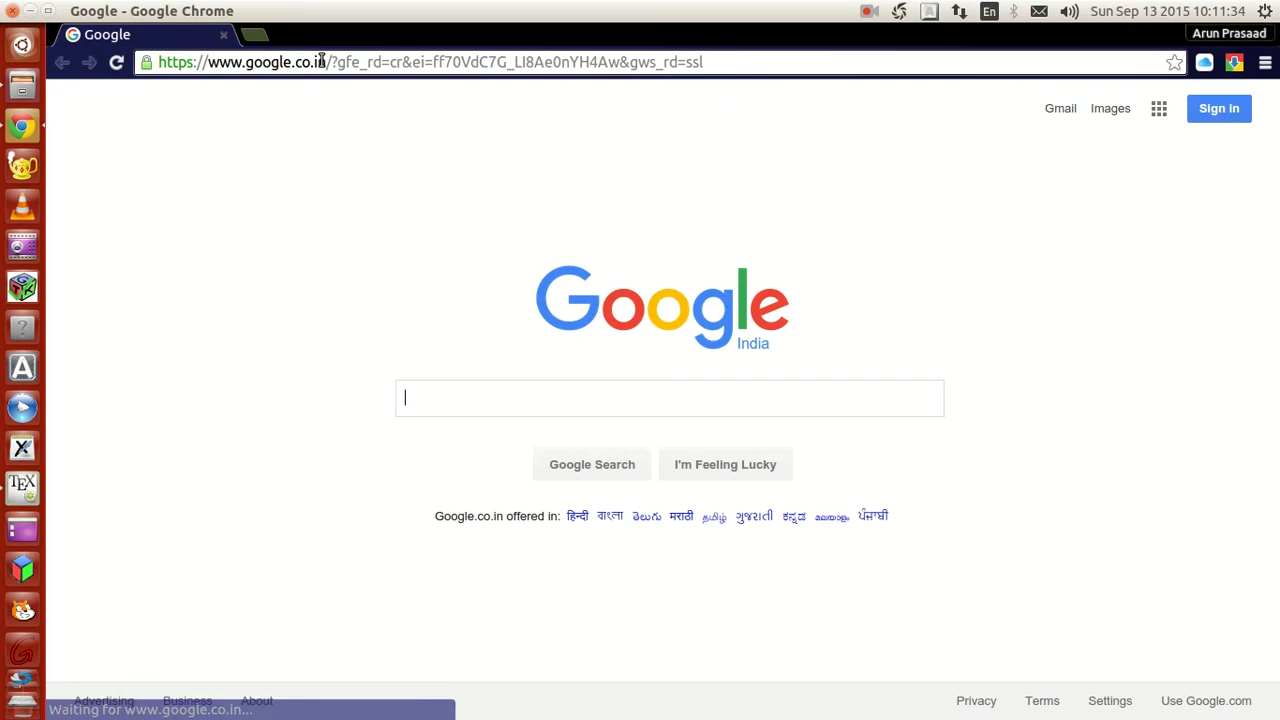 Google - Google Chrome
En
Sun Sep 13 2015 10:11:34
Google
Arun Prasaad
https://www.google.co.in/?gfe_rd=cr&ei=ff70VdC7G_LI8Ae0nYH4Aw&gws_rd=ssl
Gmail Images Sign in
Google
India
Google Search I'm Feeling Lucky
Google.co.in offered in: हिन्दी বাংলা తెలుగు मराठी தமிழ் ગુજરાતી ಕನ್ನಡ മലയാളം ਪੰਜਾਬੀ
Advertising Business About Privacy Terms Settings Use Google.com
Waiting for www.google.co.in...